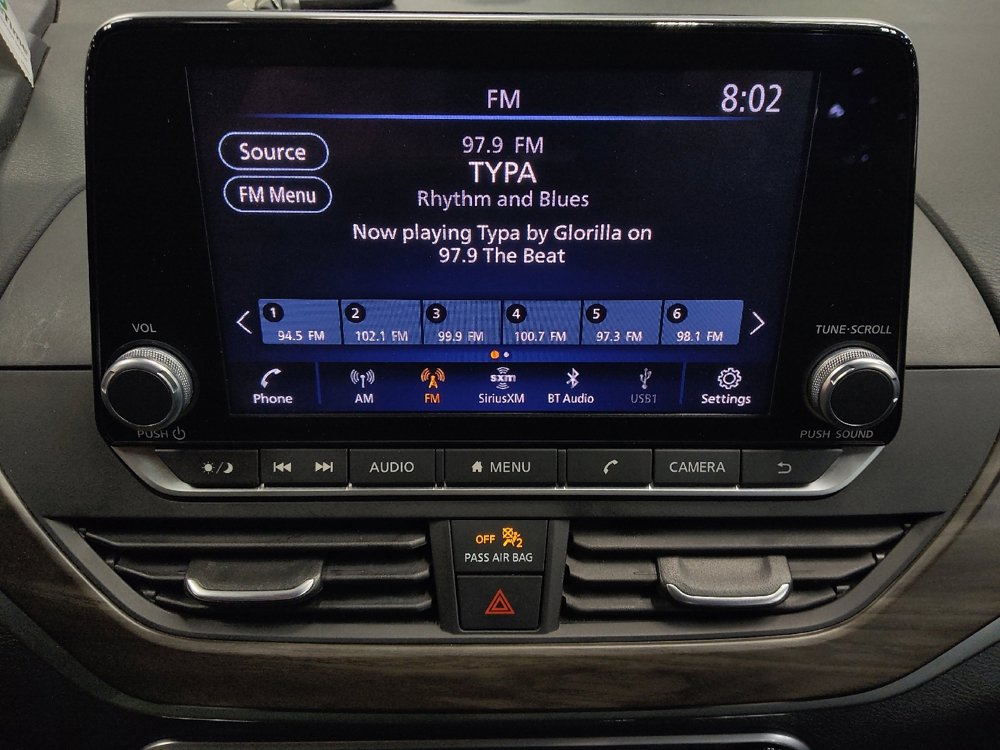 FM
8:02
Source
FM Menu
97.9 FM
TYPA
Rhythm and Blues
Now playing Typa by Glorilla on
97.9 The Beat
1
94.5 FM
2
102.1 FM
3
99.9 FM
4
100.7 FM
5
97.3 FM
6
98.1 FM
Phone
AM
FM
sxm
SiriusXM
BT Audio
USB1
Settings
VOL
PUSH
TUNE·SCROLL
PUSH SOUND
AUDIO
MENU
CAMERA
OFF
2
PASS AIR BAG